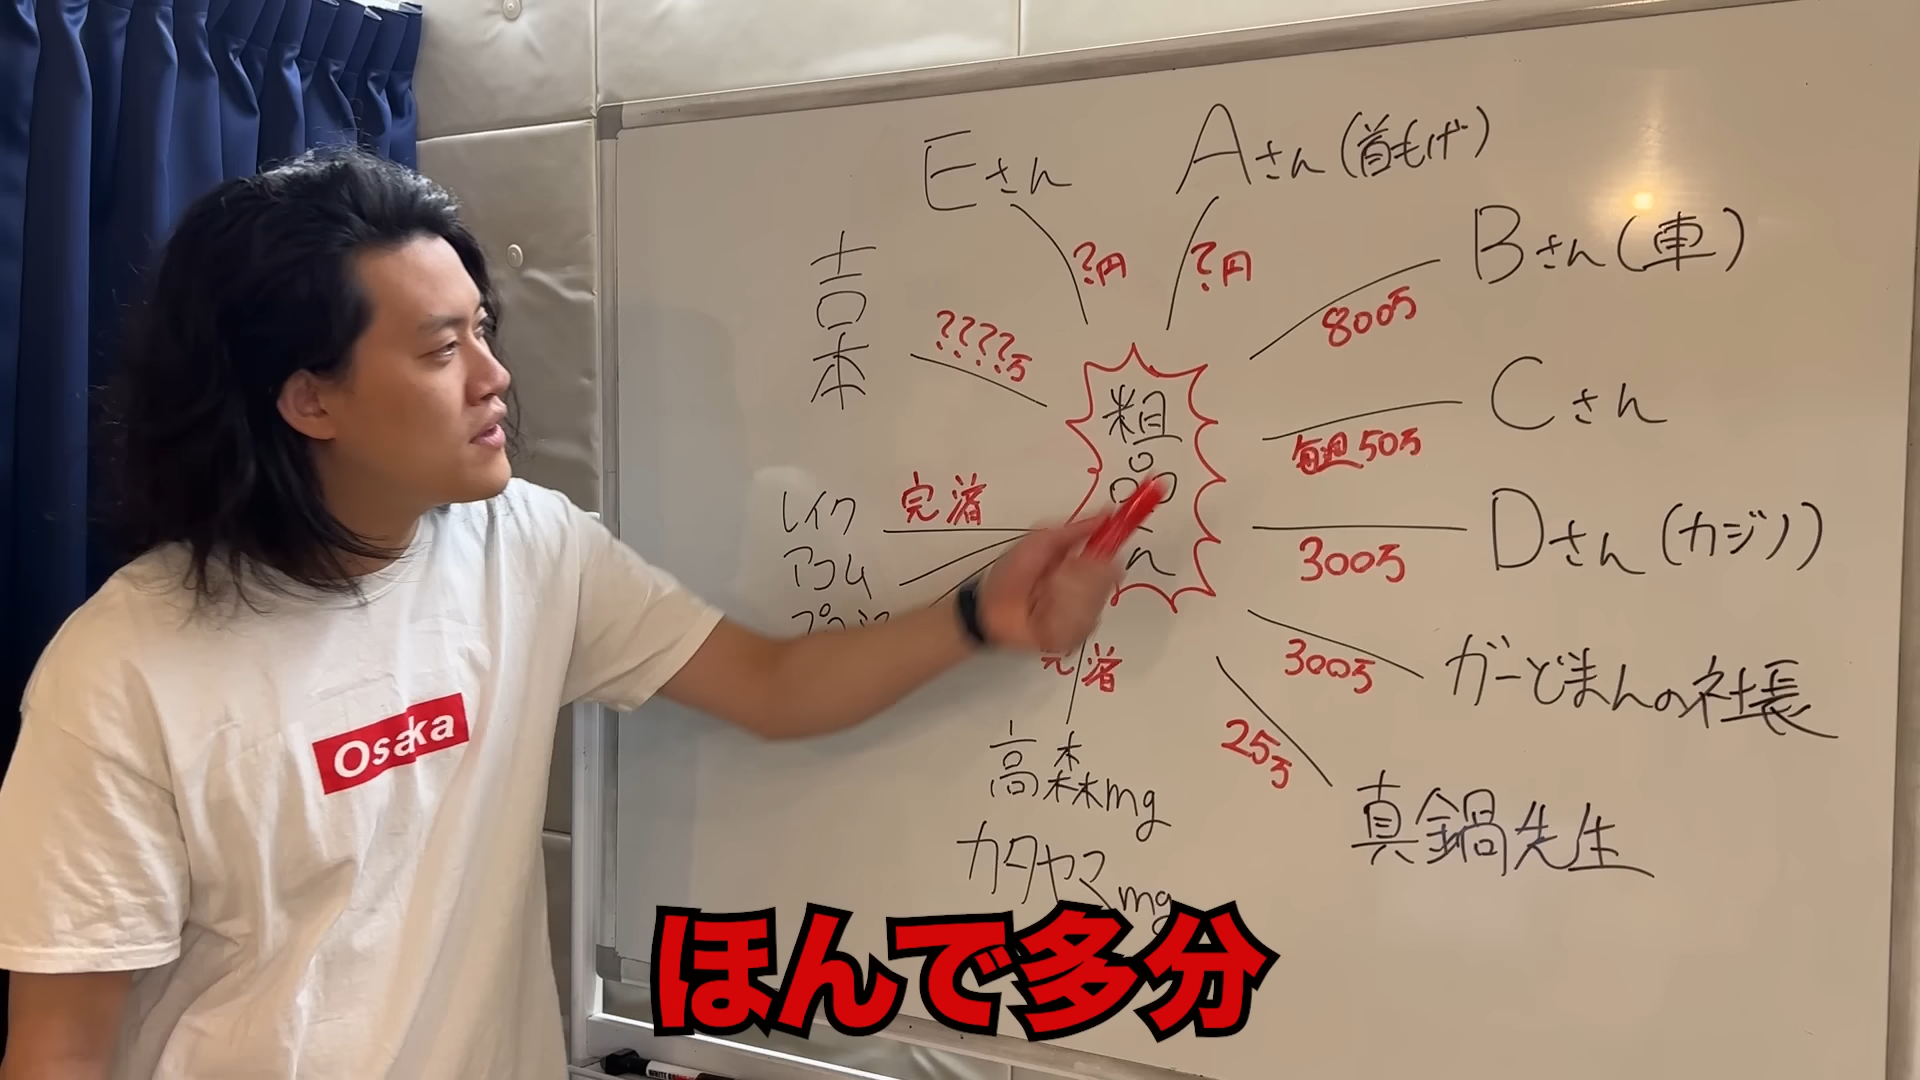 Eさん
Aさん(首もげ)
?円
?円
Bさん(車)
800万
吉本
????万
粗品
ん
Cさん
毎週50万
レイク
アコム
完済
Dさん(カジノ)
300万
ガーどまんの社長
300万
真鍋先生
25万
済
高森mg
カタヤマmg
Osaka
ほんで多分